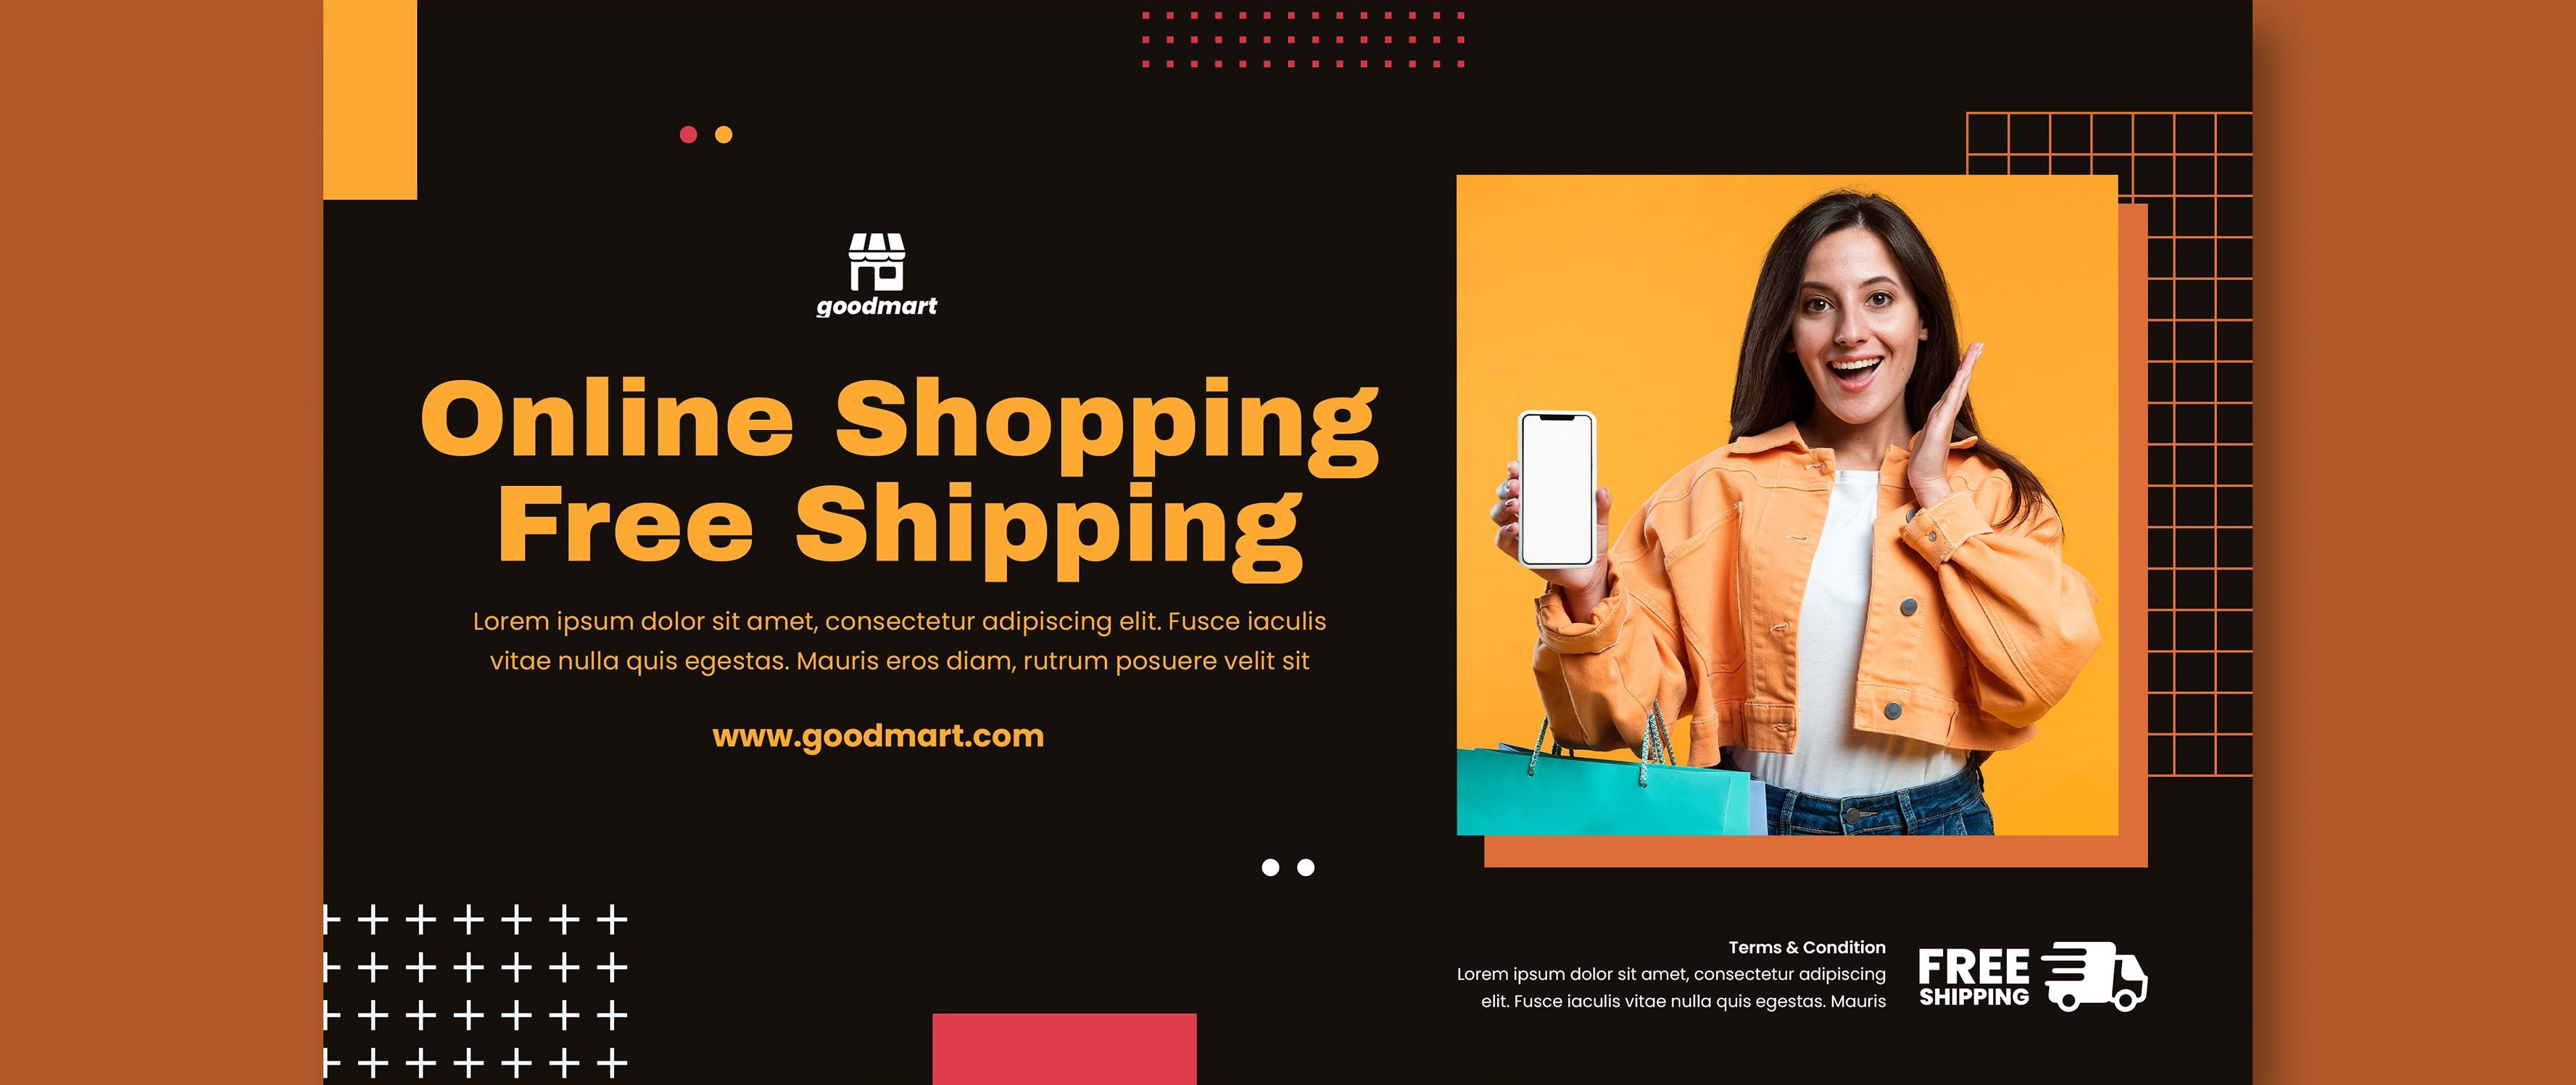 goodmart
Online Shopping
Free Shipping
Lorem ipsum dolor sit amet, consectetur adipiscing elit. Fusce iaculis
vitae nulla quis egestas. Mauris eros diam, rutrum posuere velit sit
www.goodmart.com
Terms & Condition
Lorem ipsum dolor sit amet, consectetur adipiscing
elit. Fusce iaculis vitae nulla quis egestas. Mauris
FREE
SHIPPING